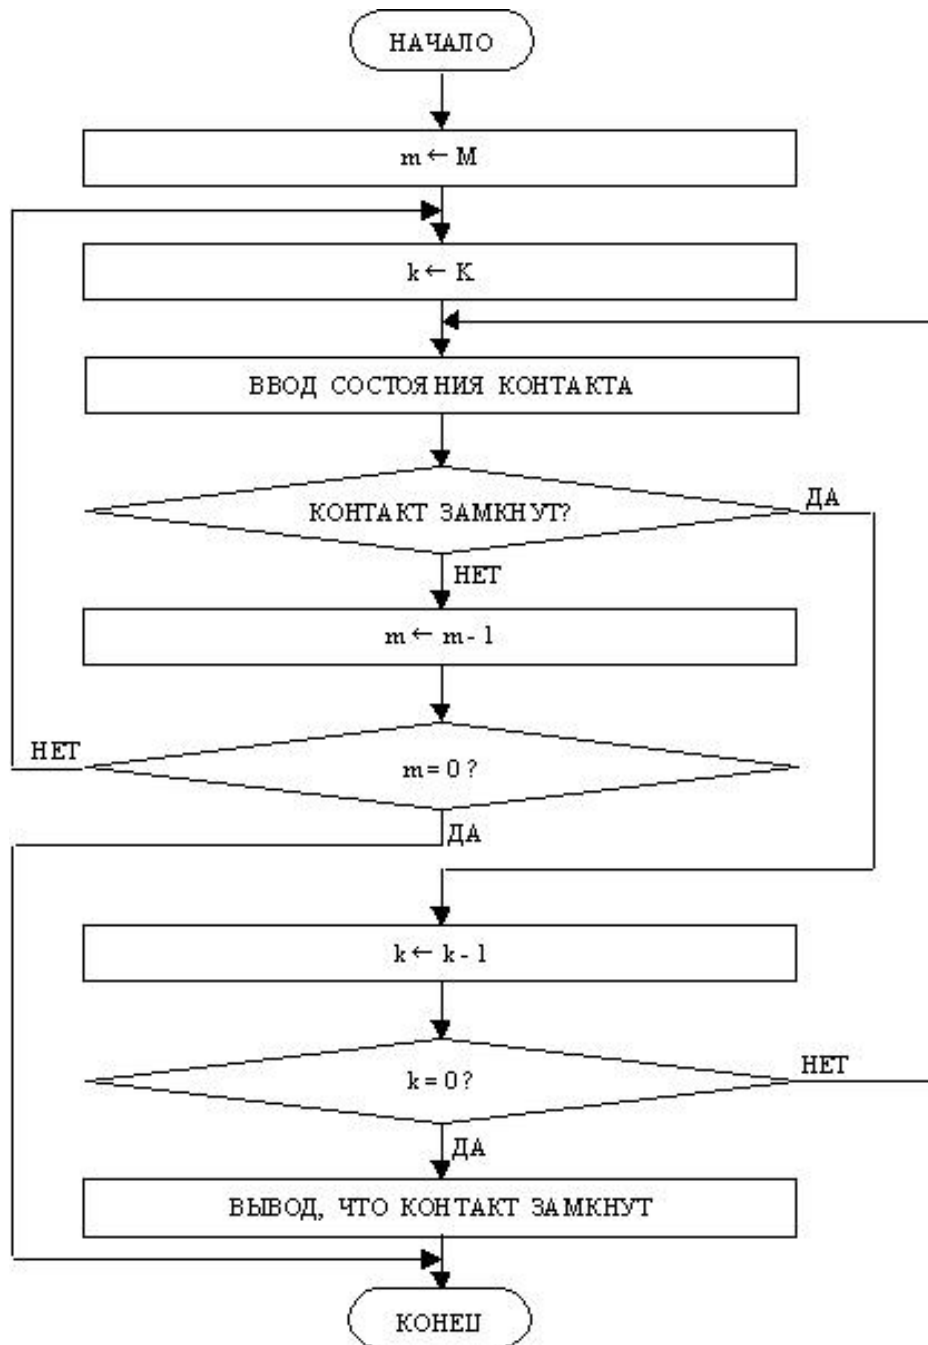 НАЧАЛО
m ← M
k ← K
ВВОД СОСТОЯНИЯ КОНТАКТА
КОНТАКТ ЗАМКНУТ?
ДА
НЕТ
m ← m - 1
НЕТ
m = 0 ?
ДА
k ← k - 1
k = 0 ?
НЕТ
ДА
ВЫВОД, ЧТО КОНТАКТ ЗАМКНУТ
КОНЕЦ